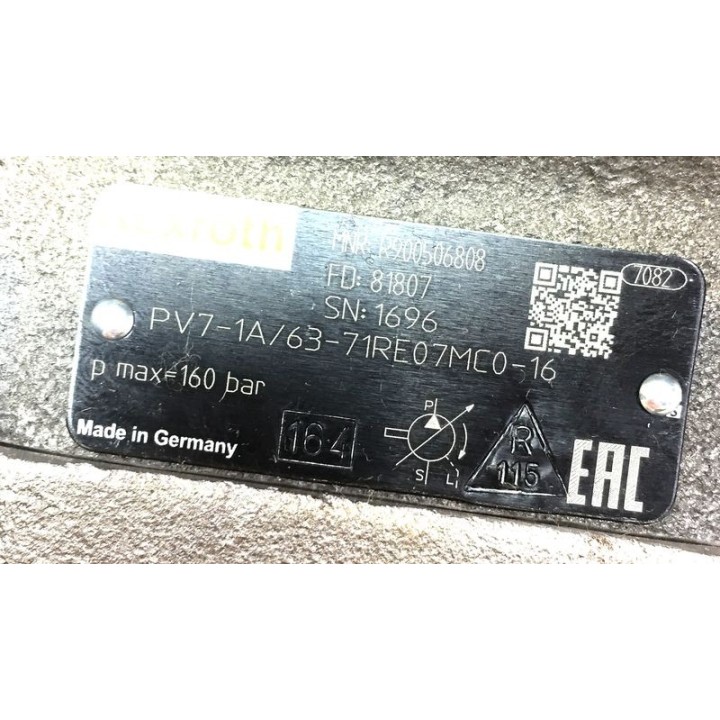 rexroth
MNR: R900506808
7082
FD: 81807
SN: 1696
PV7-1A/63-71RE07MC0-16
p max=160 bar
Made in Germany
164
P
S L
R
115
EAC